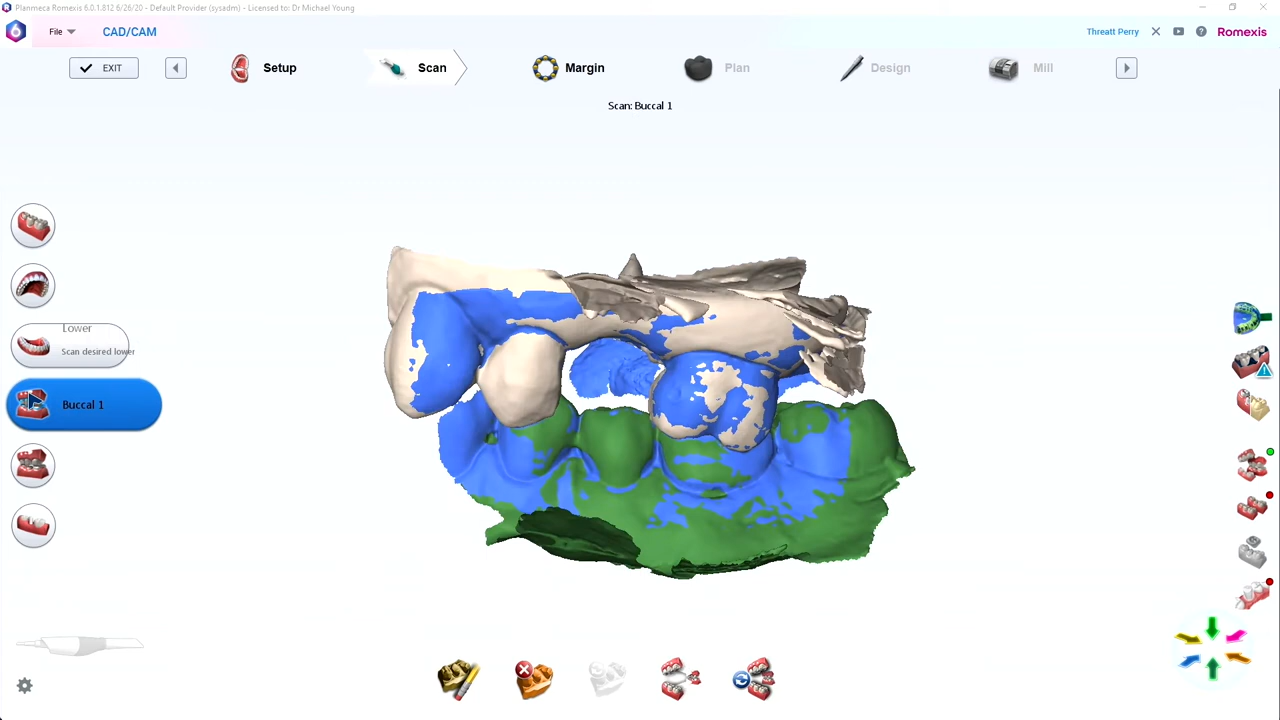 Planmeca Romexis 6.0.1.812 6/26/20 - Default Provider (sysadm) - Licensed to: Dr Michael Young
File
CAD/CAM
Threatt Perry
Romexis
EXIT
Setup
Scan
Margin
Plan
Design
Mill
Scan: Buccal 1
Lower
Scan desired lower
Buccal 1